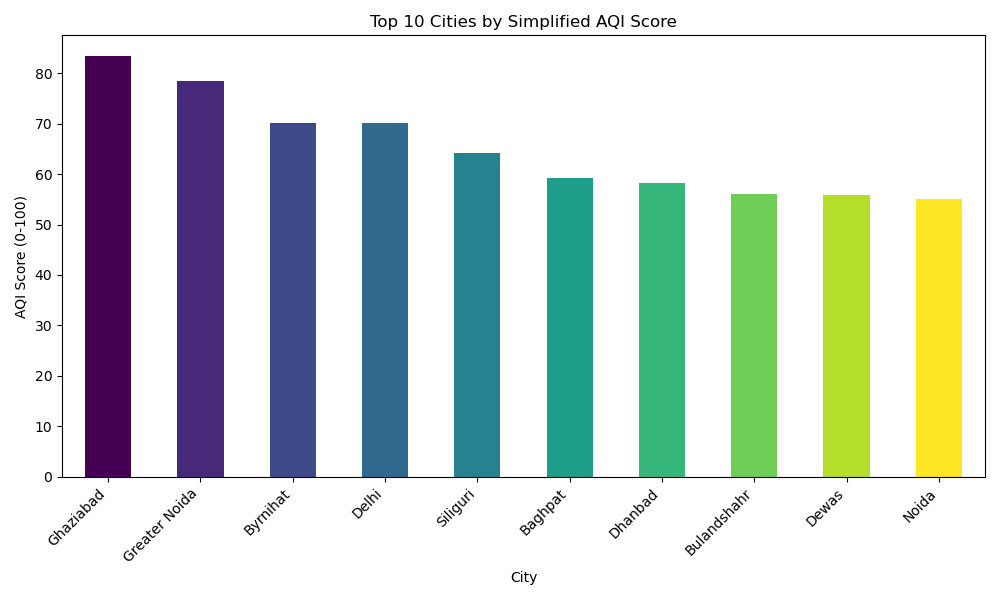 Top 10 Cities by Simplified AQI Score
AQI Score (0-100)
80
70
60
50
40
30
20
10
0
Ghaziabad
Greater Noida
Byrnihat
Delhi
Siliguri
Baghpat
Dhanbad
Bulandshahr
Dewas
Noida
City